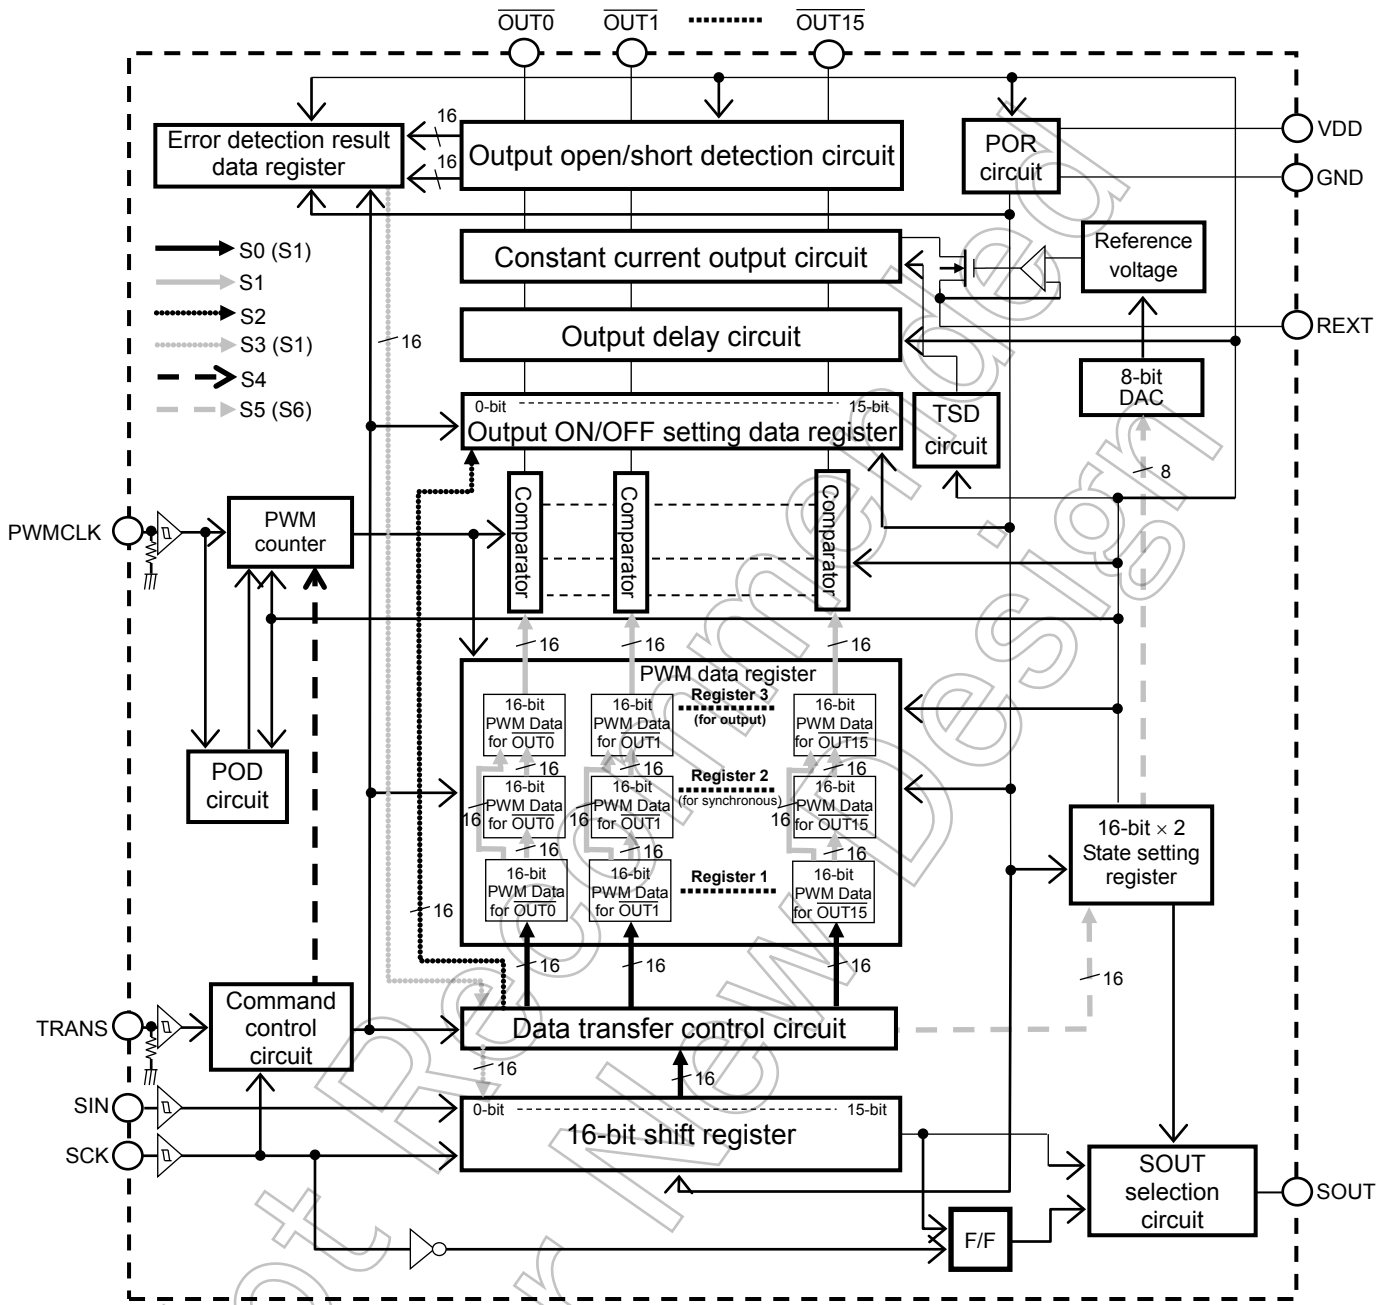 OUT0 OUT1 OUT15
VDD
GND
REXT
SOUT
PWMCLK
TRANS
SIN
SCK
Error detection result
data register
16
16
Output open/short detection circuit
POR
circuit
S0 (S1)
S1
S2
S3 (S1)
S4
S5 (S6)
Constant current output circuit
Reference
voltage
Output delay circuit
16
8-bit
DAC
0-bit 15-bit
Output ON/OFF setting data register
TSD
circuit
8
PWM
counter
Comparator
Comparator
Comparator
16
16
16
PWM data register
16-bit
PWM Data
for OUT0
16-bit
PWM Data
for OUT1
Register 3
(for output)
16-bit
PWM Data
for OUT15
16
16
16
16
16
16
16-bit
PWM Data
for OUT0
16-bit
PWM Data
for OUT1
Register 2
(for synchronous)
16-bit
PWM Data
for OUT15
16
16
16
16-bit
PWM Data
for OUT0
16-bit
PWM Data
for OUT1
Register 1
16-bit
PWM Data
for OUT15
POD
circuit
16-bit × 2
State setting
register
16
16
16
16
16
Command
control
circuit
Data transfer control circuit
16
16
0-bit 15-bit
16-bit shift register
SOUT
selection
circuit
F/F
Not Recommended
for New Design